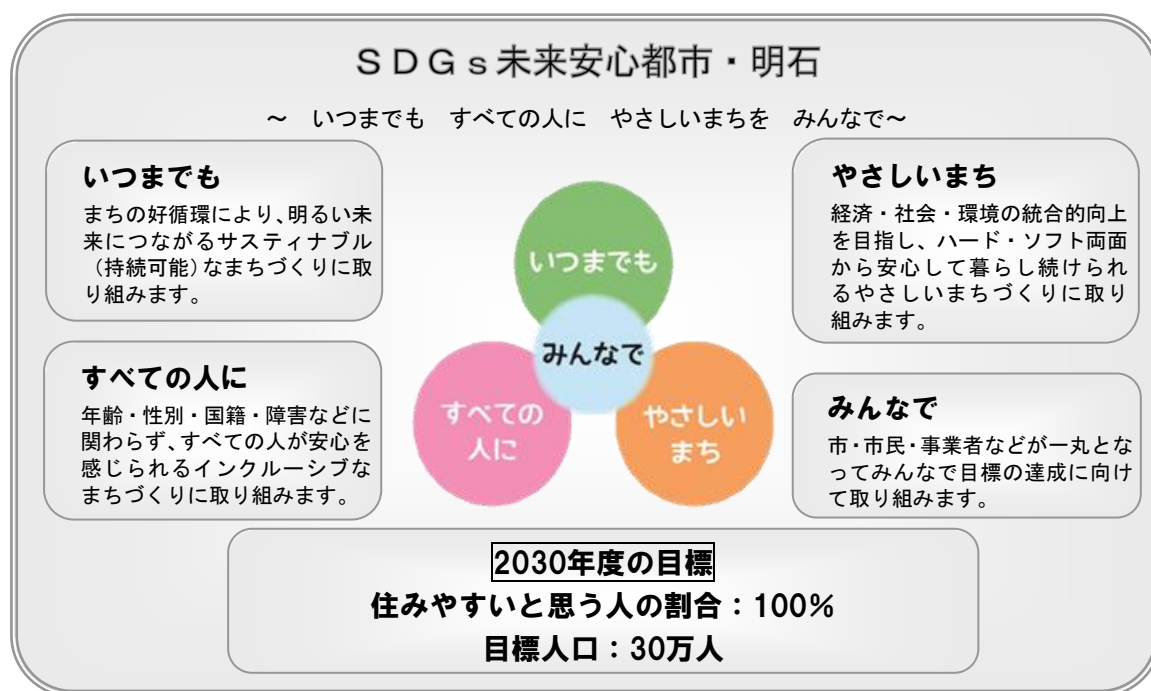 ＳＤＧｓ未来安心都市・明石
～　いつまでも　すべての人に　やさしいまちを　みんなで～
いつまでも
まちの好循環により、明るい未
来につながるサスティナブル
（持続可能）なまちづくりに取
り組みます。
すべての人に
年齢・性別・国籍・障害などに
関わらず、すべての人が安心を
感じられるインクルーシブな
まちづくりに取り組みます。
いつまでも
みんなで
すべての
人に
やさしい
まち
やさしいまち
経済・社会・環境の統合的向上
を目指し、ハード・ソフト両面
から安心して暮らし続けられ
るやさしいまちづくりに取り
組みます。
みんなで
市・市民・事業者などが一丸とな
ってみんなで目標の達成に向け
て取り組みます。
2030年度の目標
住みやすいと思う人の割合：100％
目標人口：30万人